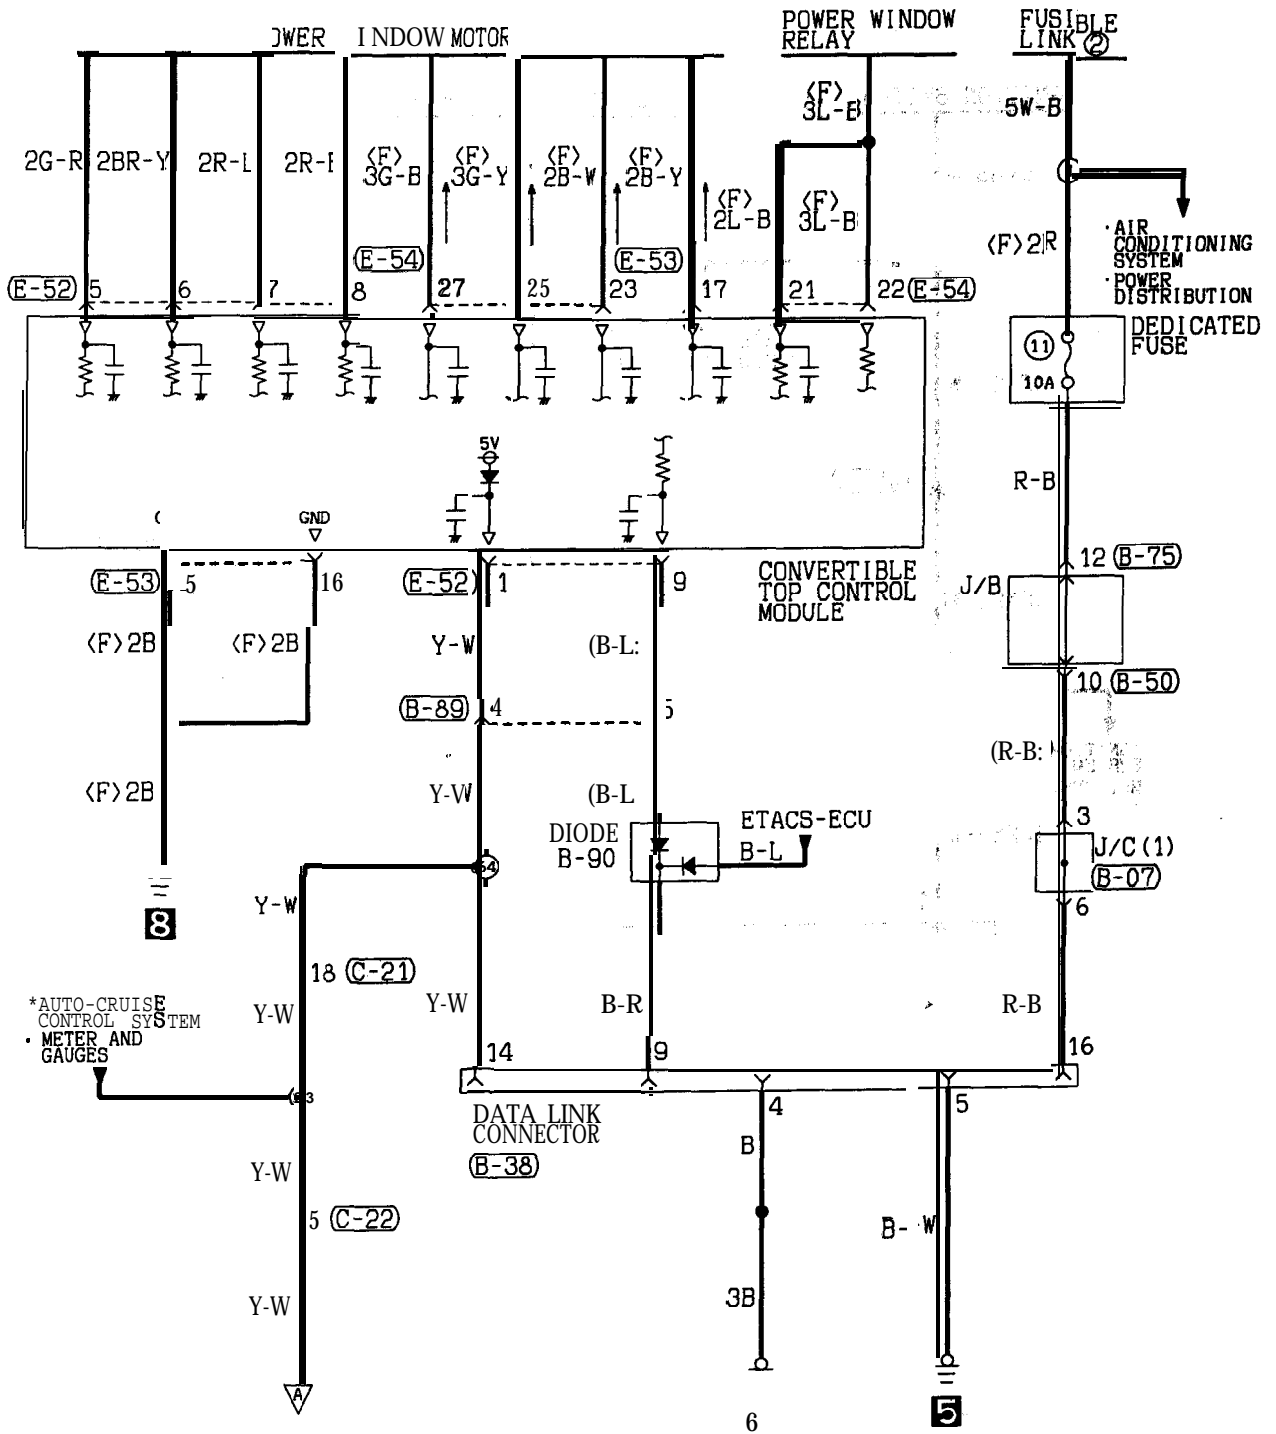 OWER I NDOW MOTOR
POWER WINDOW
RELAY
FUSIBLE
LINK ②
2G-R
2BR-Y
2R-L
2R-
<F>
3G-B
<F>
3G-Y
<F>
2B-W
<F>
2B-Y
<F>
2L-B
<F>
3L-B
<F>
3L-B
5W-B
<F>2R
· AIR
CONDITIONING
SYSTEM
· POWER
DISTRIBUTION
E-52 5 6 7 8
E-54 27 25 23
E-53 17 21 22 E-54
DEDICATED
FUSE
11
10A
5V
GND
R-B
12 B-75
J/B
CONVERTIBLE
TOP CONTROL
MODULE
E-53 5 16
E-52 1 9
<F>2B
<F>2B
Y-W
(B-L:
10 B-50
B-89 4 5
(R-B:
<F>2B
Y-W
(B-L
3
DIODE
B-90
ETACS-ECU
B-L
J/C(1)
B-07
6
8
Y-W
18 C-21
*AUTO-CRUISE
CONTROL SYSTEM
· METER AND
GAUGES
Y-W
Y-W
B-R
R-B
14 9 16
4 5
DATA LINK
CONNECTOR
B-38
B
Y-W
5 C-22
B- W
3B
Y-W
A
6
5